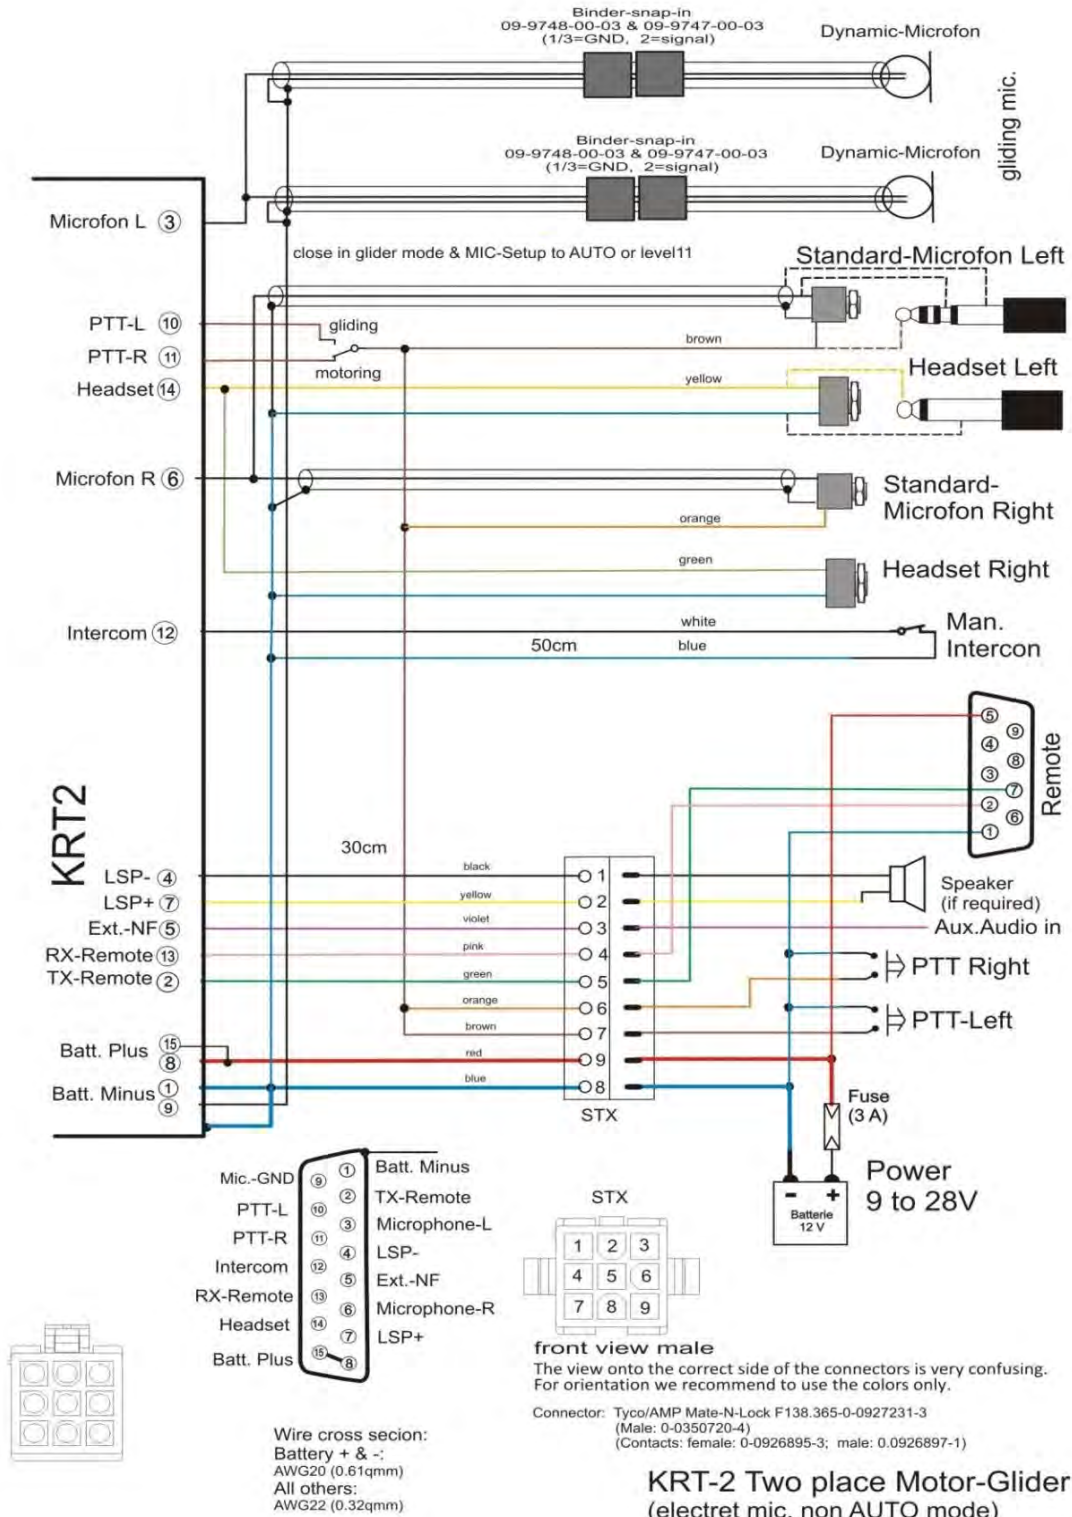 Binder-snap-in
09-9748-00-03 & 09-9747-00-03
(1/3=GND, 2=signal)
Dynamic-Microfon
gliding mic.
Binder-snap-in
09-9748-00-03 & 09-9747-00-03
(1/3=GND, 2=signal)
Dynamic-Microfon
Microfon L 3
close in glider mode & MIC-Setup to AUTO or level11
Standard-Microfon Left
PTT-L 10
gliding
brown
PTT-R 11
motoring
Headset 14
yellow
Headset Left
Microfon R 6
Standard-
Microfon Right
orange
green
Headset Right
Intercom 12
white
Man.
Intercon
50cm
blue
5
9
4
8
3
7
2
6
1
Remote
KRT2
30cm
LSP- 4
black
1
Speaker
(if required)
LSP+ 7
yellow
2
Ext.-NF 5
violet
3
Aux.Audio in
RX-Remote 13
pink
4
PTT Right
TX-Remote 2
green
5
orange
6
PTT-Left
brown
7
Batt. Plus 15
8
red
9
Batt. Minus 1
9
blue
8
STX
Fuse
(3 A)
Power
9 to 28V
- +
Batterie
12 V
Mic.-GND 9
1 Batt. Minus
PTT-L 10
2 TX-Remote
PTT-R 11
3 Microphone-L
Intercom 12
4 LSP-
RX-Remote 13
5 Ext.-NF
Headset 14
6 Microphone-R
Batt. Plus 15
7 LSP+
8
STX
1 2 3
4 5 6
7 8 9
front view male
The view onto the correct side of the connectors is very confusing.
For orientation we recommend to use the colors only.
Connector: Tyco/AMP Mate-N-Lock F138.365-0-0927231-3
(Male: 0-0350720-4)
(Contacts: female: 0-0926895-3; male: 0.0926897-1)
Wire cross secion:
Battery + & -:
AWG20 (0.61qmm)
All others:
AWG22 (0.32qmm)
KRT-2 Two place Motor-Glider
(electret mic. non AUTO mode)